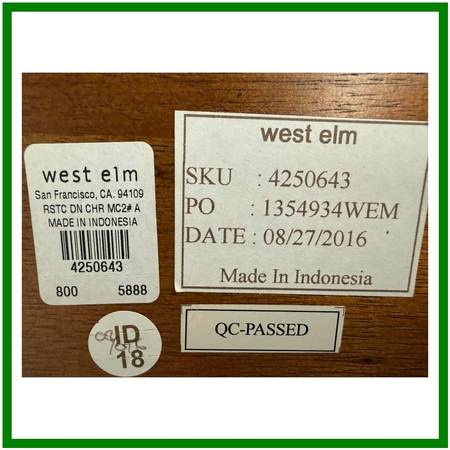 west elm
San Francisco, CA. 94109
RSTC DN CHR MC2# A
MADE IN INDONESIA
4250643
800 5888
west elm
SKU : 4250643
PO : 1354934WEM
DATE : 08/27/2016
Made In Indonesia
QC-PASSED
ID
18